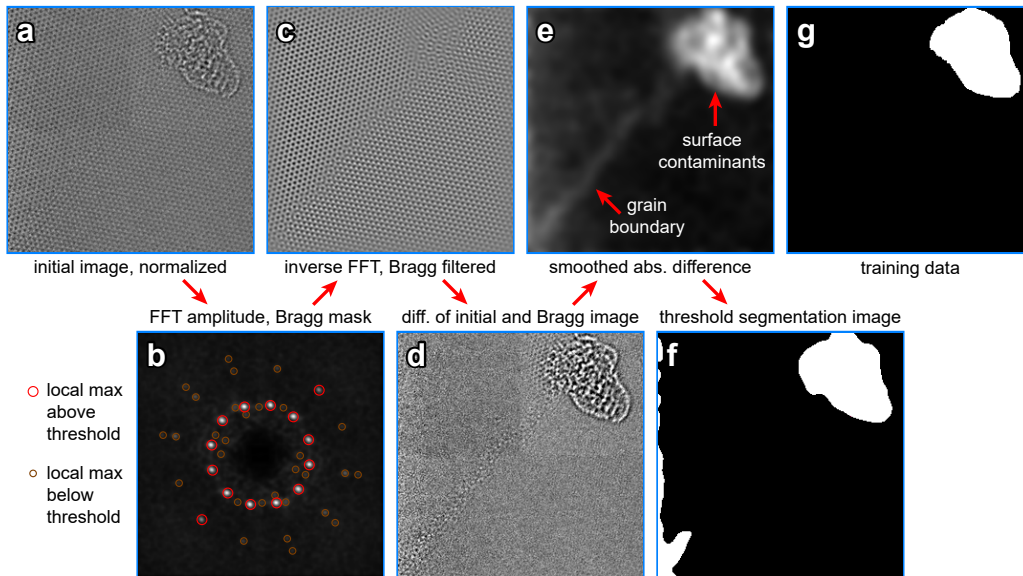 a
c
e
g
surface
contaminants
grain
boundary
initial image, normalized
inverse FFT, Bragg filtered
smoothed abs. difference
training data
FFT amplitude, Bragg mask
diff. of initial and Bragg image
threshold segmentation image
b
d
f
local max
above
threshold
local max
below
threshold